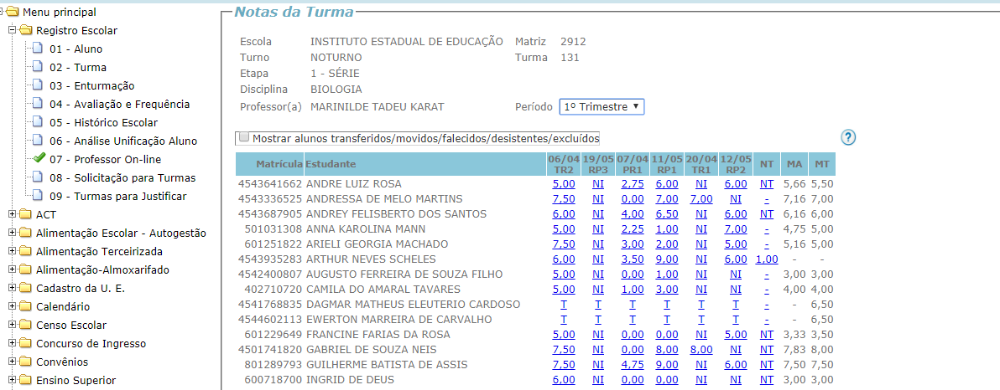 Menu principal
Registro Escolar
01 - Aluno
02 - Turma
03 - Enturmação
04 - Avaliação e Frequência
05 - Histórico Escolar
06 - Análise Unificação Aluno
07 - Professor On-line
08 - Solicitação para Turmas
09 - Turmas para Justificar
ACT
Alimentação Escolar - Autogestão
Alimentação Terceirizada
Alimentação-Almoxarifado
Cadastro da U. E.
Calendário
Censo Escolar
Concurso de Ingresso
Convênios
Ensino Superior
Notas da Turma
Escola INSTITUTO ESTADUAL DE EDUCAÇÃO Matriz 2912
Turno NOTURNO Turma 131
Etapa 1 - SÉRIE
Disciplina BIOLOGIA
Professor(a) MARINILDE TADEU KARAT Período 1º Trimestre
Mostrar alunos transferidos/movidos/falecidos/desistentes/excluídos ?
Matrícula Estudante 06/04 TR2 19/05 RP3 07/04 PR1 11/05 RP1 20/04 TR1 12/05 RP2 NT MA MT
4543641662 ANDRE LUIZ ROSA 5,00 NI 2,75 6,00 NI 6,00 NT 5,66 5,50
4543336525 ANDRESSA DE MELO MARTINS 7,50 NI 0,00 7,00 7,00 NI - 7,16 7,00
4543687905 ANDREY FELISBERTO DOS SANTOS 6,00 NI 4,00 6,50 NI 6,00 NT 6,16 6,00
501031308 ANNA KAROLINA MANN 5,00 NI 2,25 1,00 NI 7,00 - 4,75 5,00
601251822 ARIELI GEORGIA MACHADO 7,50 NI 3,00 2,00 NI 5,00 - 5,16 5,00
4543935283 ARTHUR NEVES SCHELES 6,00 NI 3,50 9,00 NI 6,00 1,00 - -
4542400807 AUGUSTO FERREIRA DE SOUZA FILHO 5,00 NI 0,00 1,00 NI NI - 3,00 3,00
402710720 CAMILA DO AMARAL TAVARES 5,00 NI 1,00 3,00 NI NI - 4,00 4,00
4541768835 DAGMAR MATHEUS ELEUTERIO CARDOSO T T T T T T - - 6,50
4544602113 EWERTON MARREIRA DE CARVALHO T T T T T T - - 6,50
601229649 FRANCINE FARIAS DA ROSA 5,00 NI 0,00 0,00 NI 5,00 NT 3,33 3,50
4501741820 GABRIEL DE SOUZA NEIS 7,50 NI 0,00 8,00 8,00 NI NT 7,83 8,00
801289793 GUILHERME BATISTA DE ASSIS 7,50 NI 4,75 9,00 NI 6,00 NT 7,50 7,50
600718700 INGRID DE DEUS 6,00 NI 0,00 0,00 NI NI NT 3,00 3,00